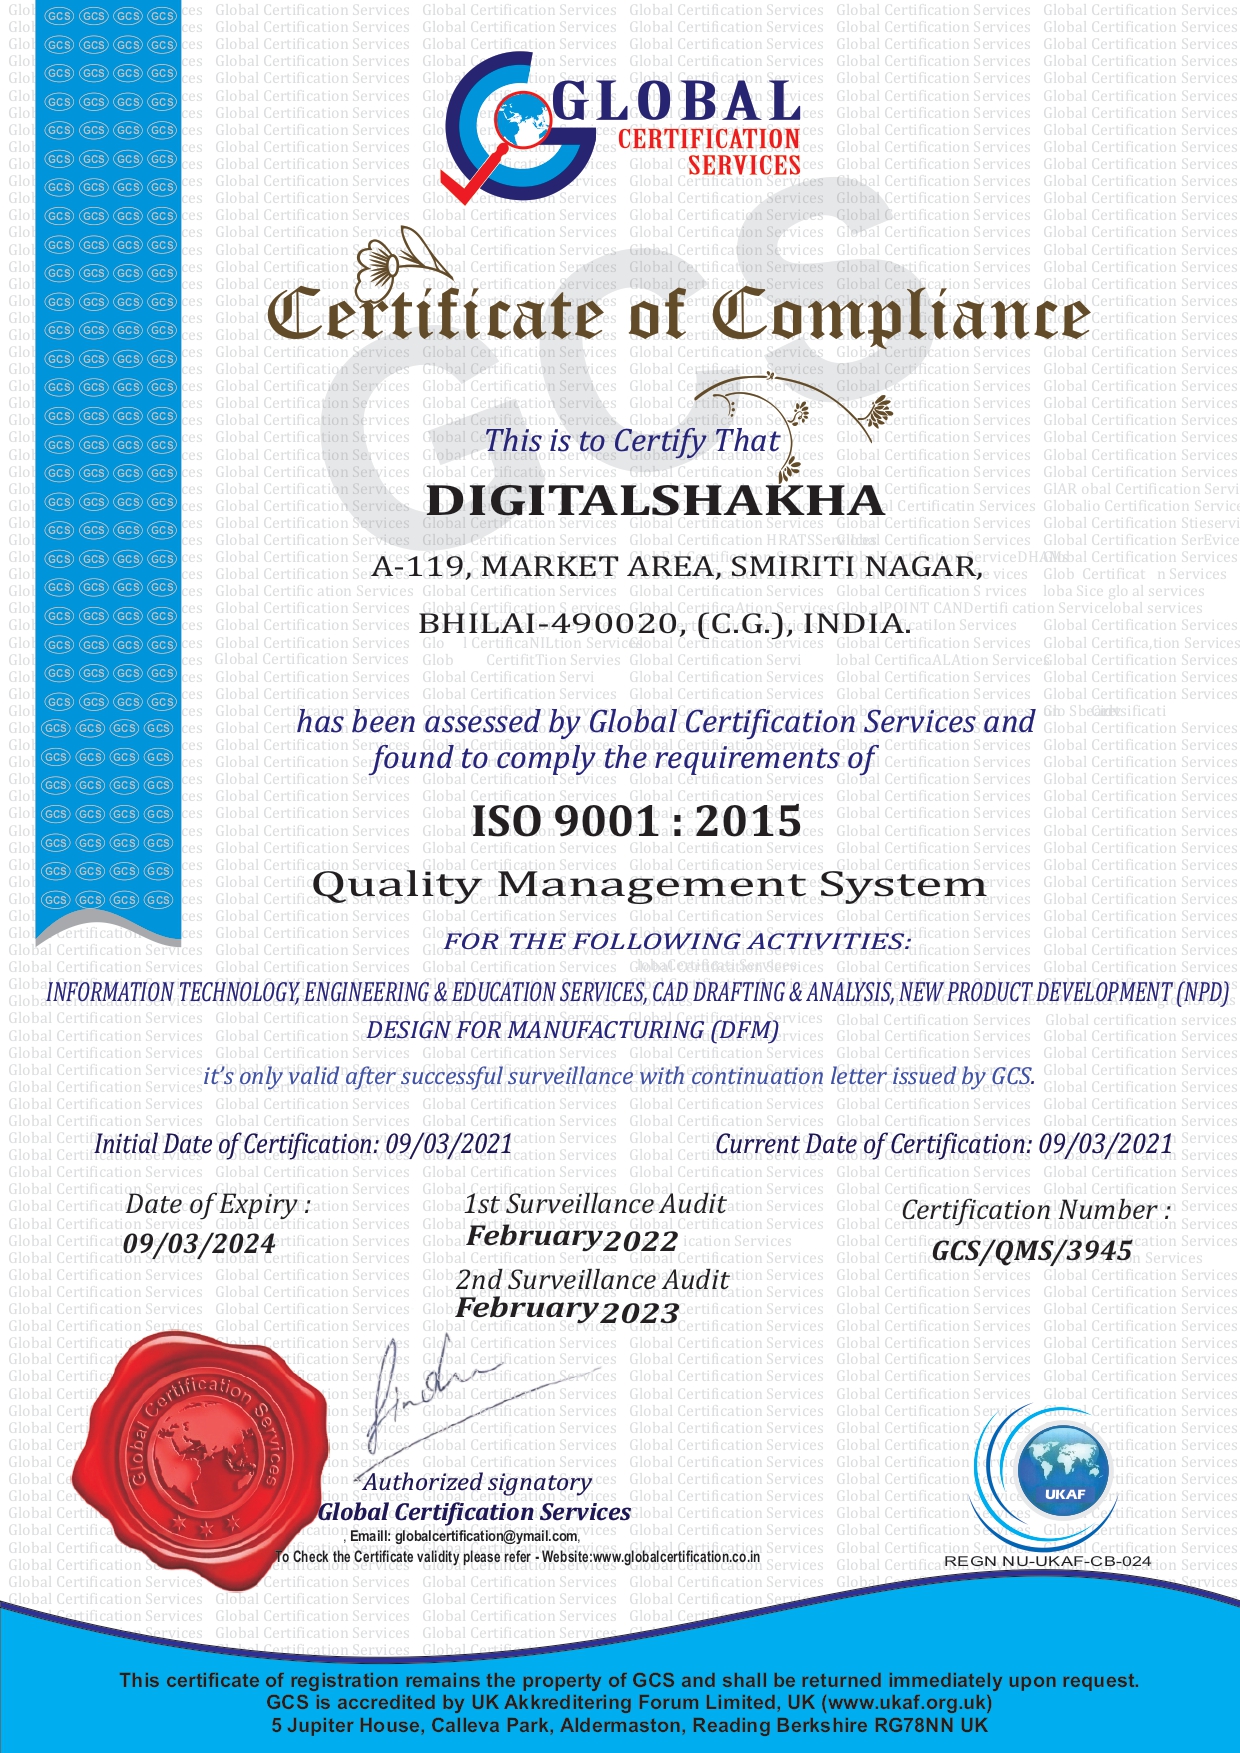 GLOBAL
CERTIFICATION
SERVICES
Certificate of Compliance
This is to Certify That
DIGITALSHAKHA
A-119, MARKET AREA, SMIRITI NAGAR,
BHILAI-490020, (C.G.), INDIA.
has been assessed by Global Certification Services and
found to comply the requirements of
ISO 9001 : 2015
Quality Management System
FOR THE FOLLOWING ACTIVITIES:
INFORMATION TECHNOLOGY, ENGINEERING & EDUCATION SERVICES, CAD DRAFTING & ANALYSIS, NEW PRODUCT DEVELOPMENT (NPD)
DESIGN FOR MANUFACTURING (DFM)
it's only valid after successful surveillance with continuation letter issued by GCS.
Initial Date of Certification: 09/03/2021
Current Date of Certification: 09/03/2021
Date of Expiry :
09/03/2024
1st Surveillance Audit
February 2022
2nd Surveillance Audit
February 2023
Certification Number :
GCS/QMS/3945
Global Certification Services
Authorized signatory
Global Certification Services
, Emaill: globalcertification@ymail.com,
To Check the Certificate validity please refer - Website:www.globalcertification.co.in
UKAF
REGN NU-UKAF-CB-024
This certificate of registration remains the property of GCS and shall be returned immediately upon request.
GCS is accredited by UK Akkreditering Forum Limited, UK (www.ukaf.org.uk)
5 Jupiter House, Calleva Park, Aldermaston, Reading Berkshire RG78NN UK